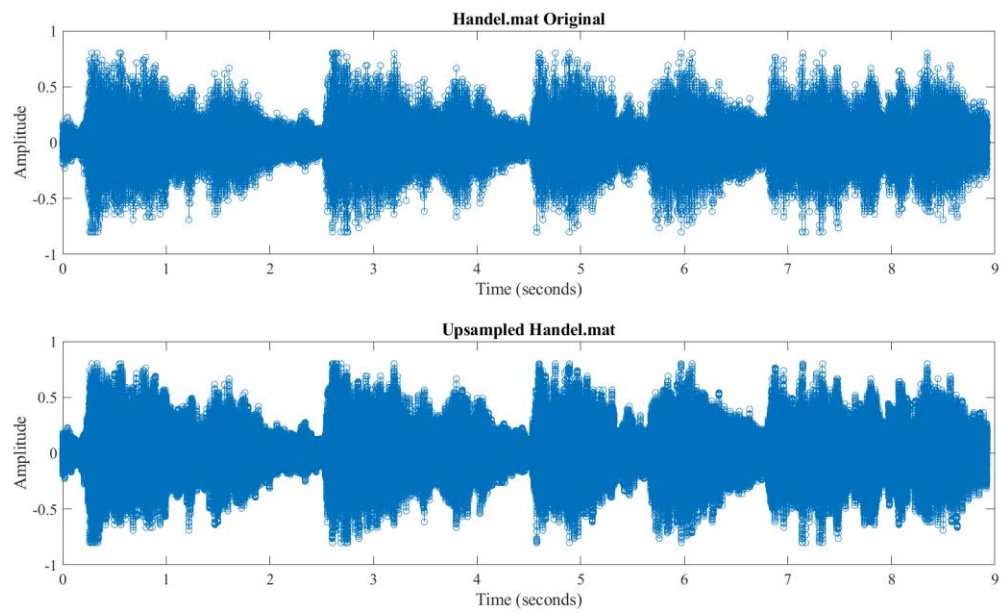 Handel.mat Original
1
0.5
0
-0.5
-1
Amplitude
0 1 2 3 4 5 6 7 8 9
Time (seconds)
Upsampled Handel.mat
1
0.5
0
-0.5
-1
Amplitude
0 1 2 3 4 5 6 7 8 9
Time (seconds)